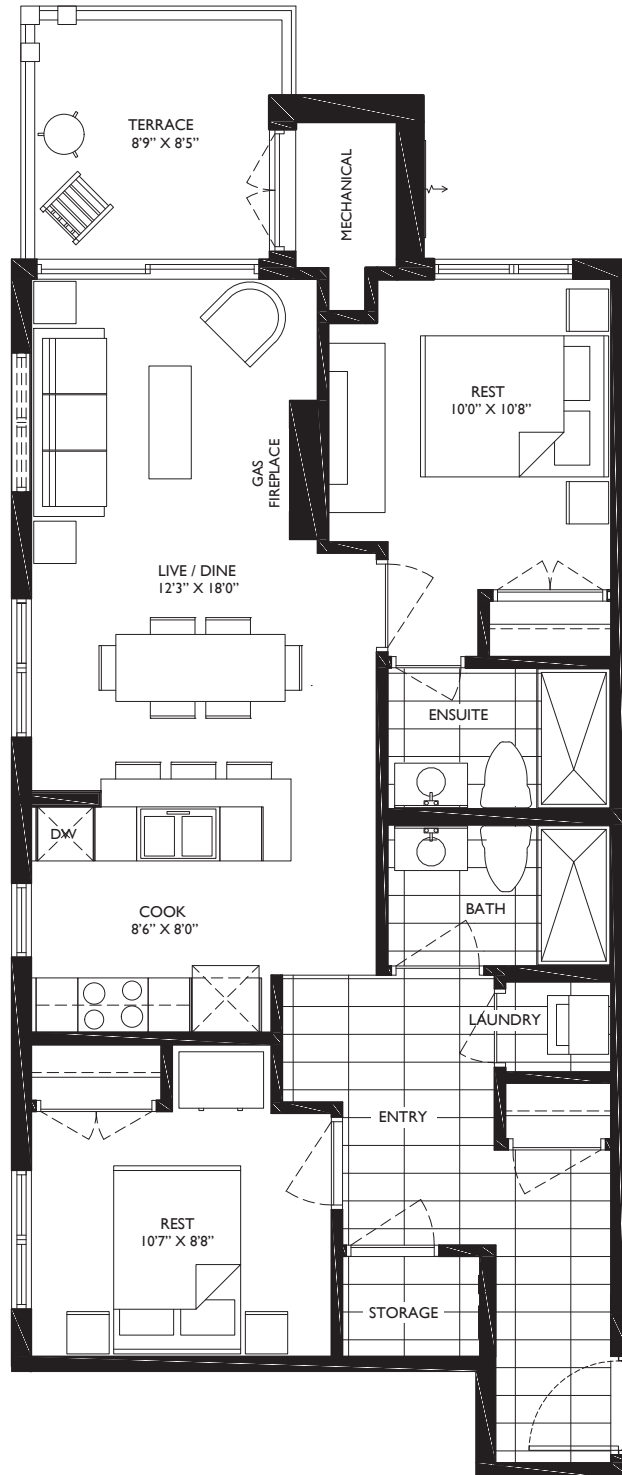 TERRACE
8'9” X 8'5”
MECHANICAL
REST
10'0” X 10'8”
GAS
FIREPLACE
LIVE / DINE
12'3” X 18'0”
ENSUITE
DW
BATH
COOK
8'6” X 8'0”
LAUNDRY
ENTRY
REST
10'7” X 8'8”
STORAGE